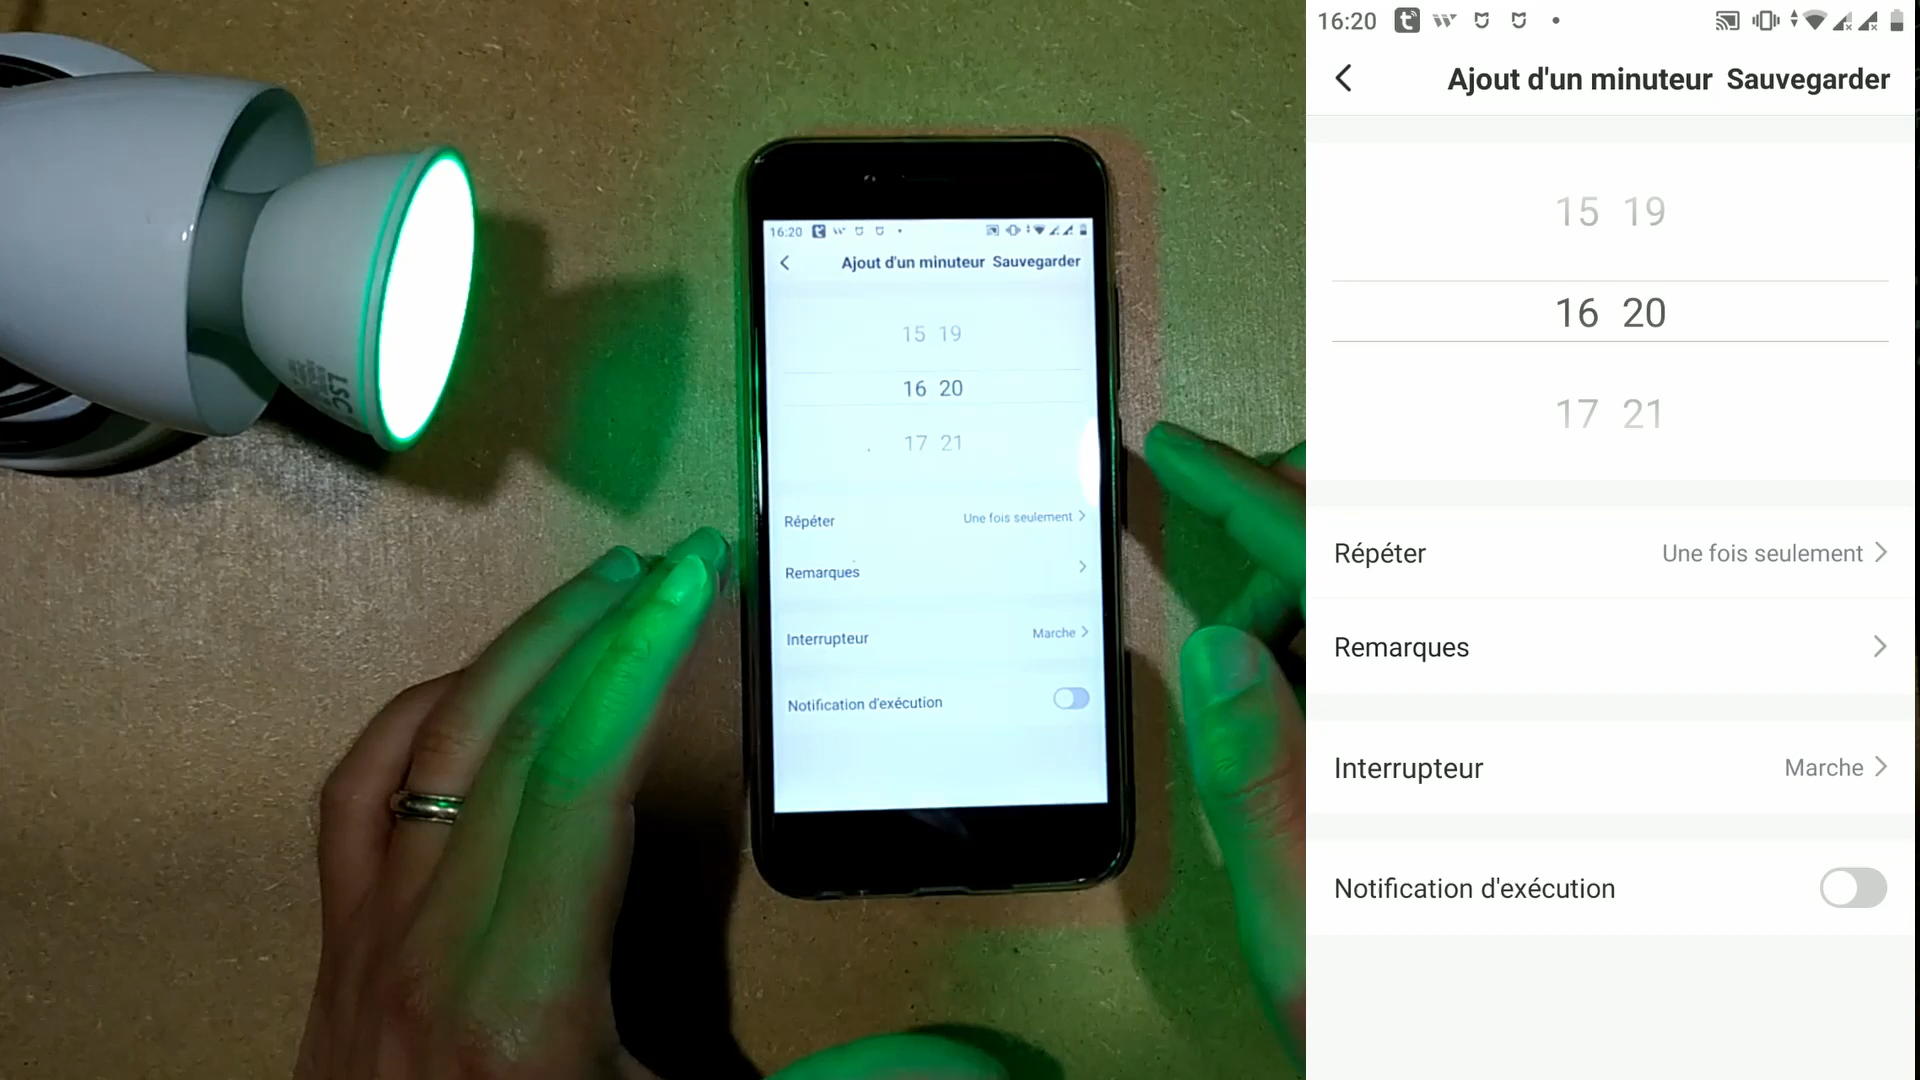 LSC
16:20
Ajout d'un minuteur Sauvegarder
15 19
16 20
17 21
Répéter Une fois seulement
Remarques
Interrupteur Marche
Notification d'exécution
16:20
Ajout d'un minuteur Sauvegarder
15 19
16 20
17 21
Répéter Une fois seulement
Remarques
Interrupteur Marche
Notification d'exécution